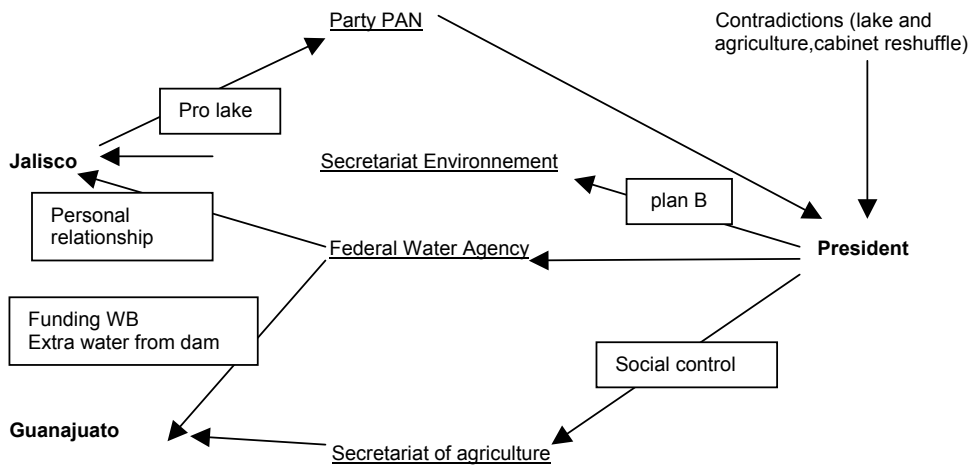 Party PAN
Contradictions (lake and
agriculture,cabinet reshuffle)
Pro lake
Jalisco
Secretariat Environnement
Personal
relationship
plan B
Federal Water Agency
President
Funding WB
Extra water from dam
Social control
Guanajuato
Secretariat of agriculture